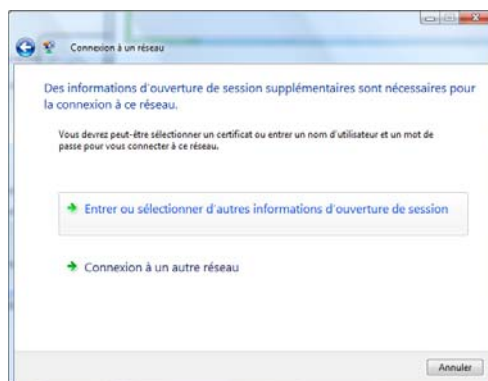 Connexion à un réseau
Des informations d'ouverture de session supplémentaires sont nécessaires pour
la connexion à ce réseau.
Vous devrez peut-être sélectionner un certificat ou entrer un nom d'utilisateur et un mot de
passe pour vous connecter à ce réseau.
Entrer ou sélectionner d'autres informations d'ouverture de session
Connexion à un autre réseau
Annuler